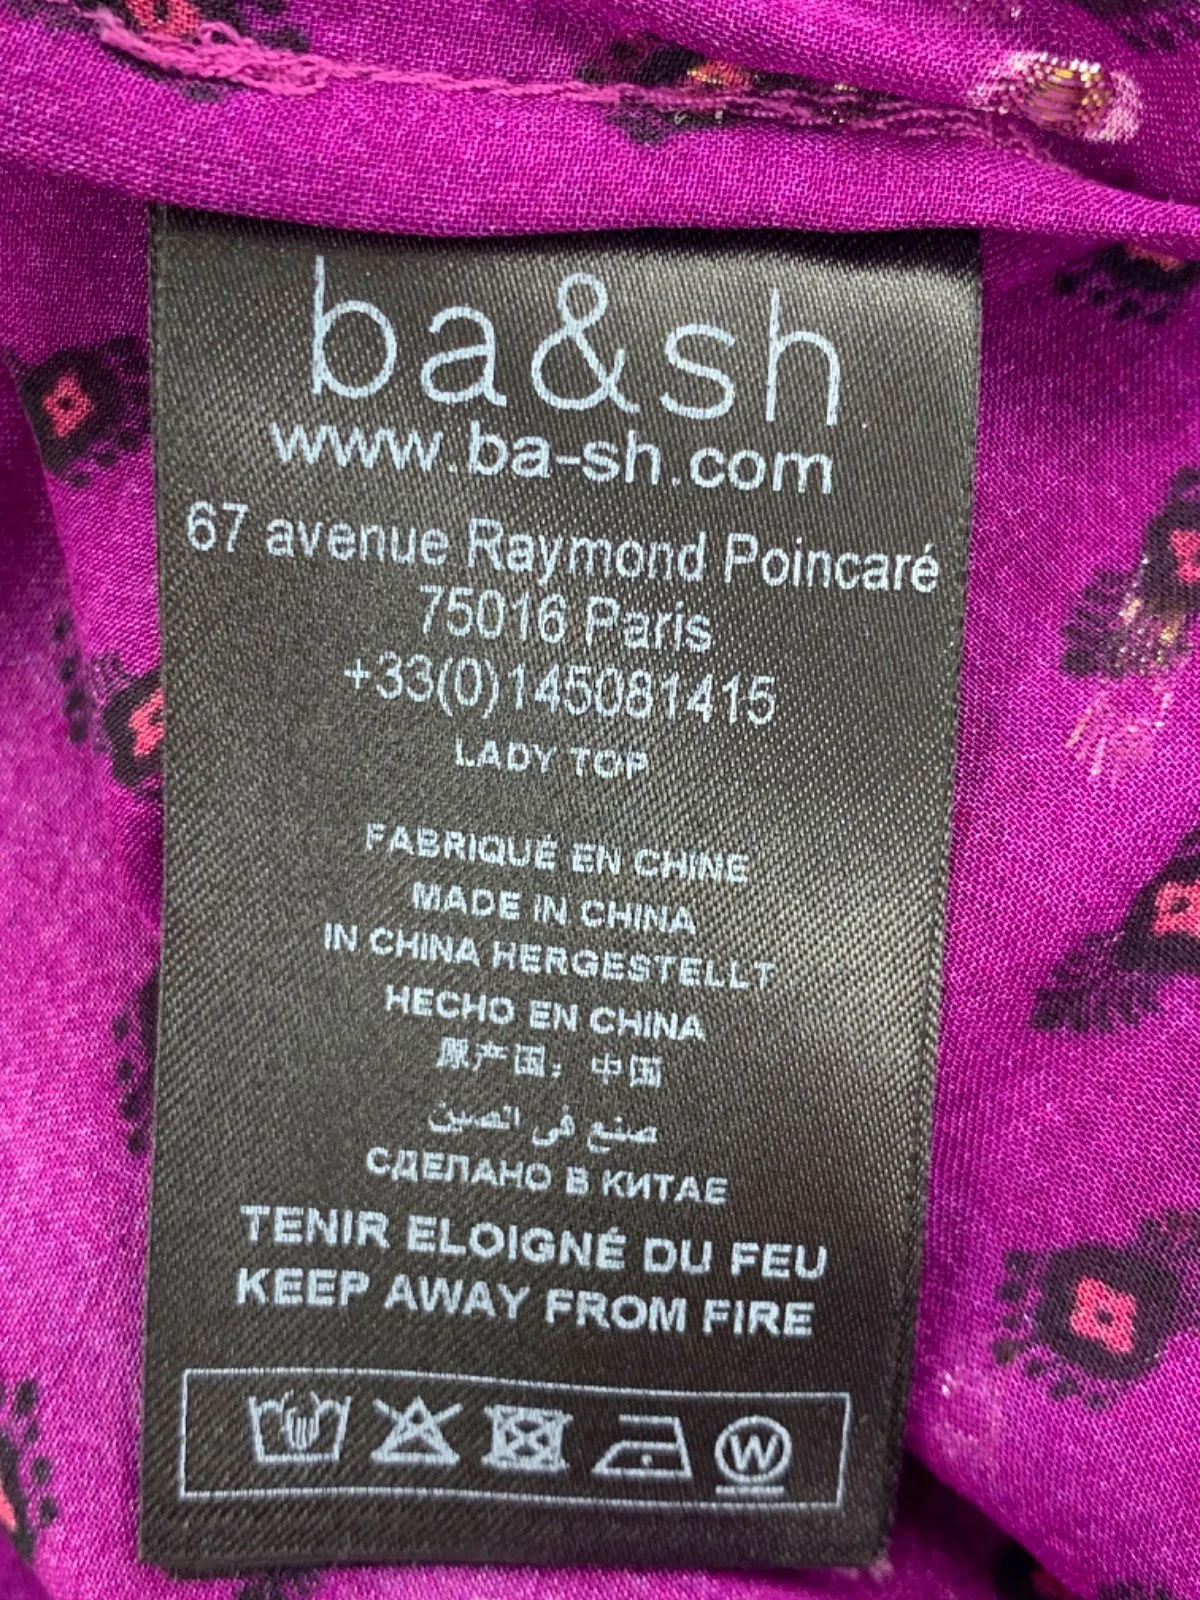 ba&sh
www.ba-sh.com
67 avenue Raymond Poincaré
75016 Paris
+33(0)145081415
LADY TOP
FABRIQUÉ EN CHINE
MADE IN CHINA
IN CHINA HERGESTELLT
HECHO EN CHINA
原产国：中国
صنع في الصين
СДЕЛАНО В КИТАЕ
TENIR ELOIGNÉ DU FEU
KEEP AWAY FROM FIRE
W